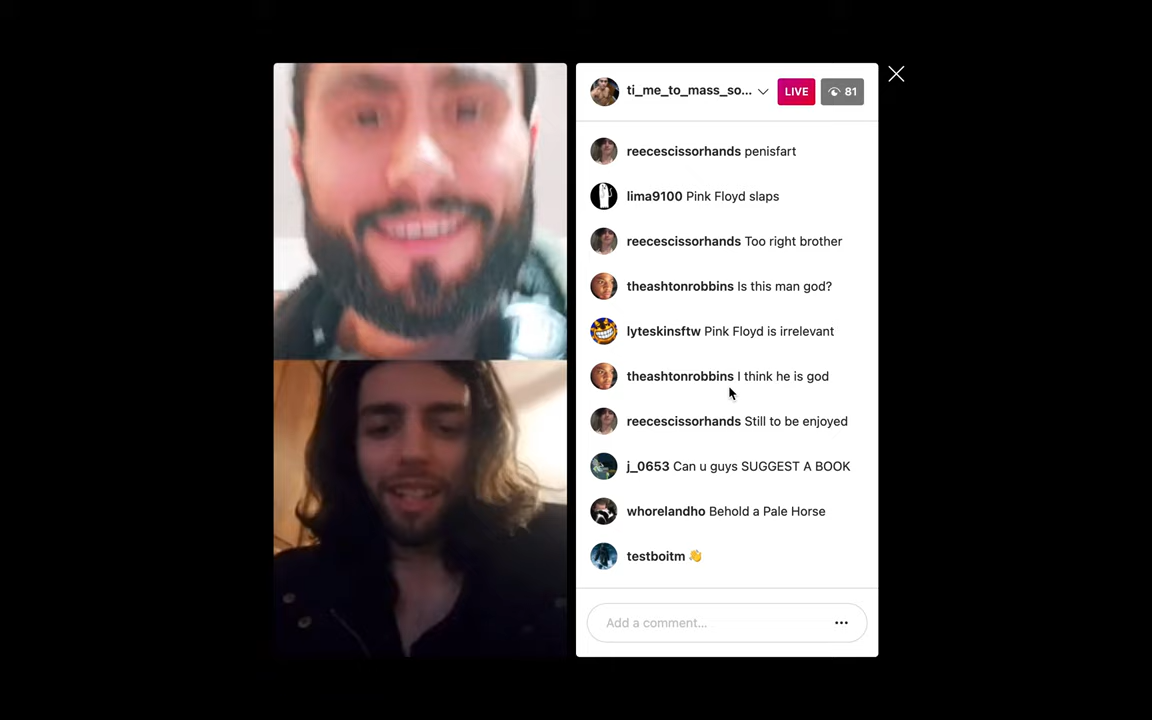 ti_me_to_mass_so... LIVE 81
reecescissorhands penisfart
lima9100 Pink Floyd slaps
reecescissorhands Too right brother
theashtonrobbins Is this man god?
lyteskinsftw Pink Floyd is irrelevant
theashtonrobbins I think he is god
reecescissorhands Still to be enjoyed
j_0653 Can u guys SUGGEST A BOOK
whorelandho Behold a Pale Horse
testboitm 👋
Add a comment...